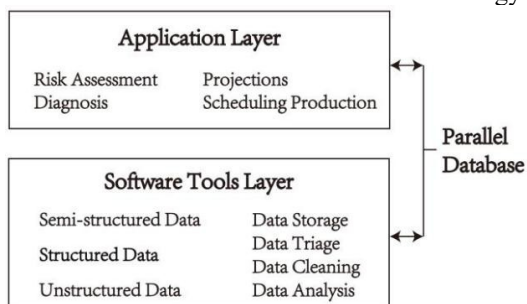 gy
Application Layer
Risk Assessment Projections
Diagnosis Scheduling Production
Parallel
Database
Software Tools Layer
Semi-structured Data Data Storage
Data Triage
Structured Data
Data Cleaning
Unstructured Data Data Analysis